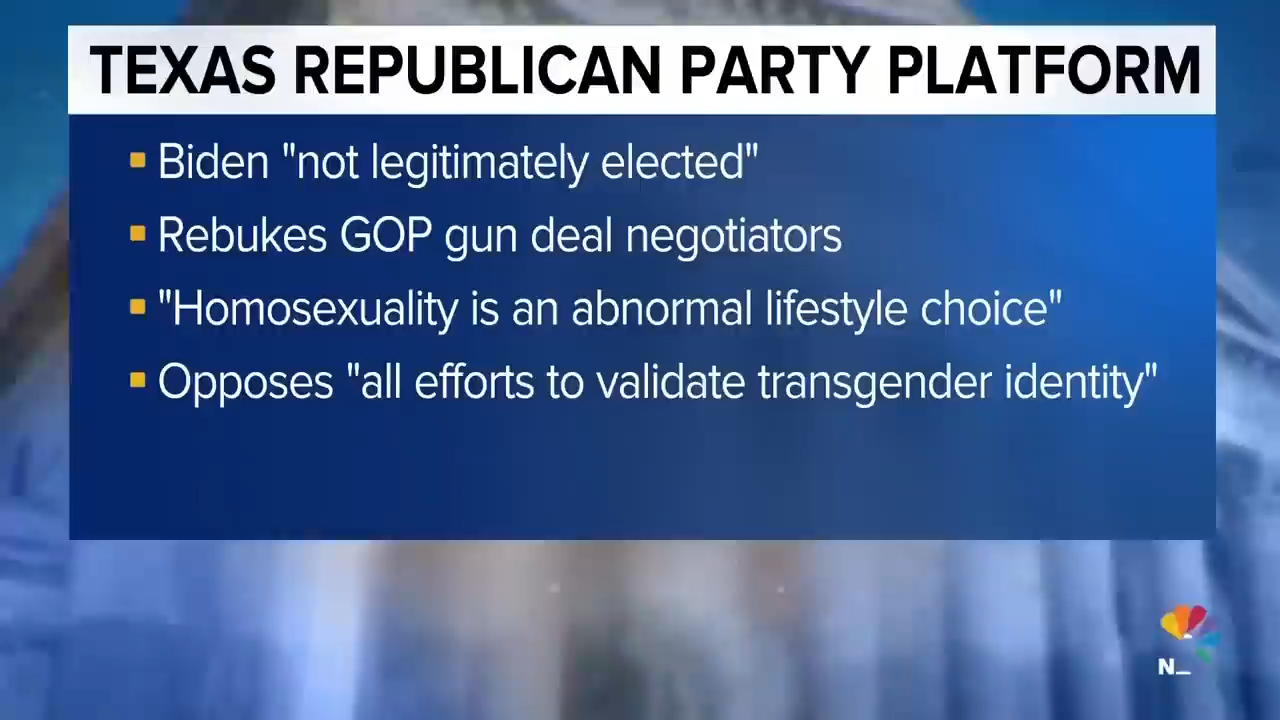 TEXAS REPUBLICAN PARTY PLATFORM
Biden "not legitimately elected"
Rebukes GOP gun deal negotiators
"Homosexuality is an abnormal lifestyle choice"
Opposes "all efforts to validate transgender identity"
N_